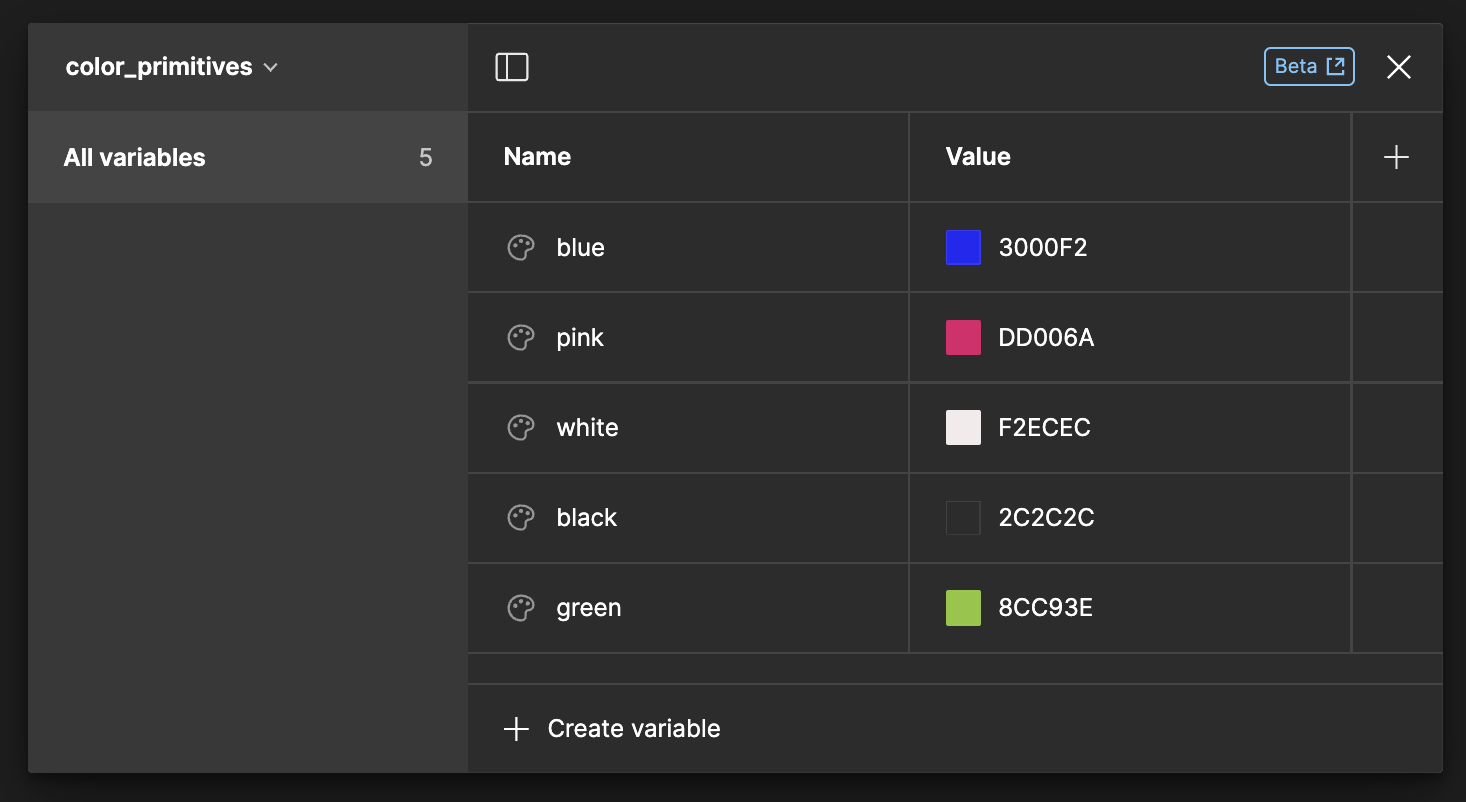 color_primitives
Beta
All variables 5
Name Value
blue 3000F2
pink DD006A
white F2ECEC
black 2C2C2C
green 8CC93E
Create variable